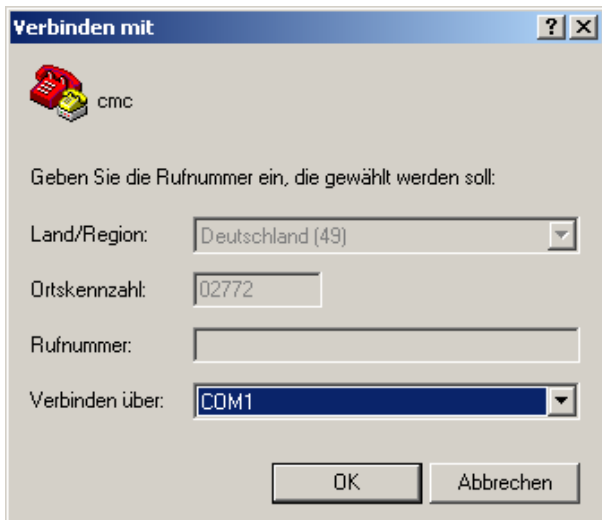 Verbinden mit
cmc
Geben Sie die Rufnummer ein, die gewählt werden soll:
Land/Region: Deutschland (49)
Ortskennzahl: 02772
Rufnummer:
Verbinden über: COM1
OK Abbrechen